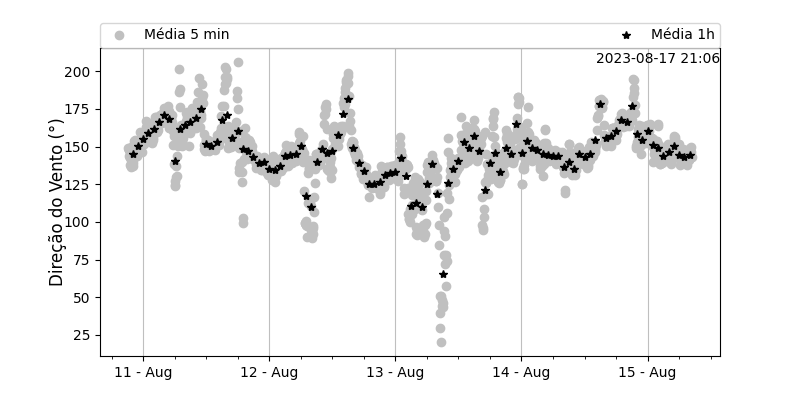 Média 5 min
Média 1h
2023-08-17 21:06
Direção do Vento (°)
200
175
150
125
100
75
50
25
11 - Aug
12 - Aug
13 - Aug
14 - Aug
15 - Aug